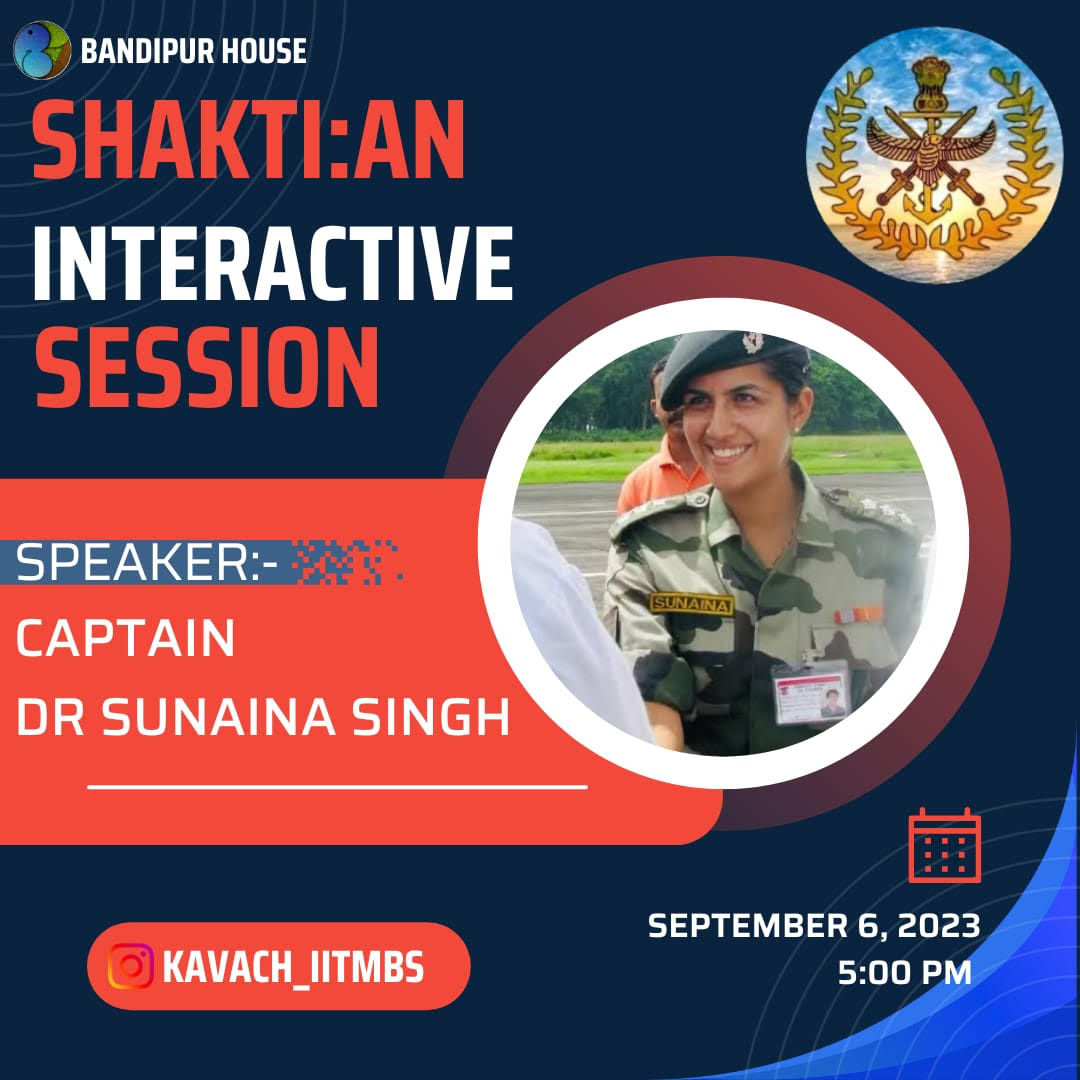 BANDIPUR HOUSE
SHAKTI:AN
INTERACTIVE
SESSION
SPEAKER:-
CAPTAIN
DR SUNAINA SINGH
SUNAINA
SEPTEMBER 6, 2023
5:00 PM
KAVACH_IITMBS